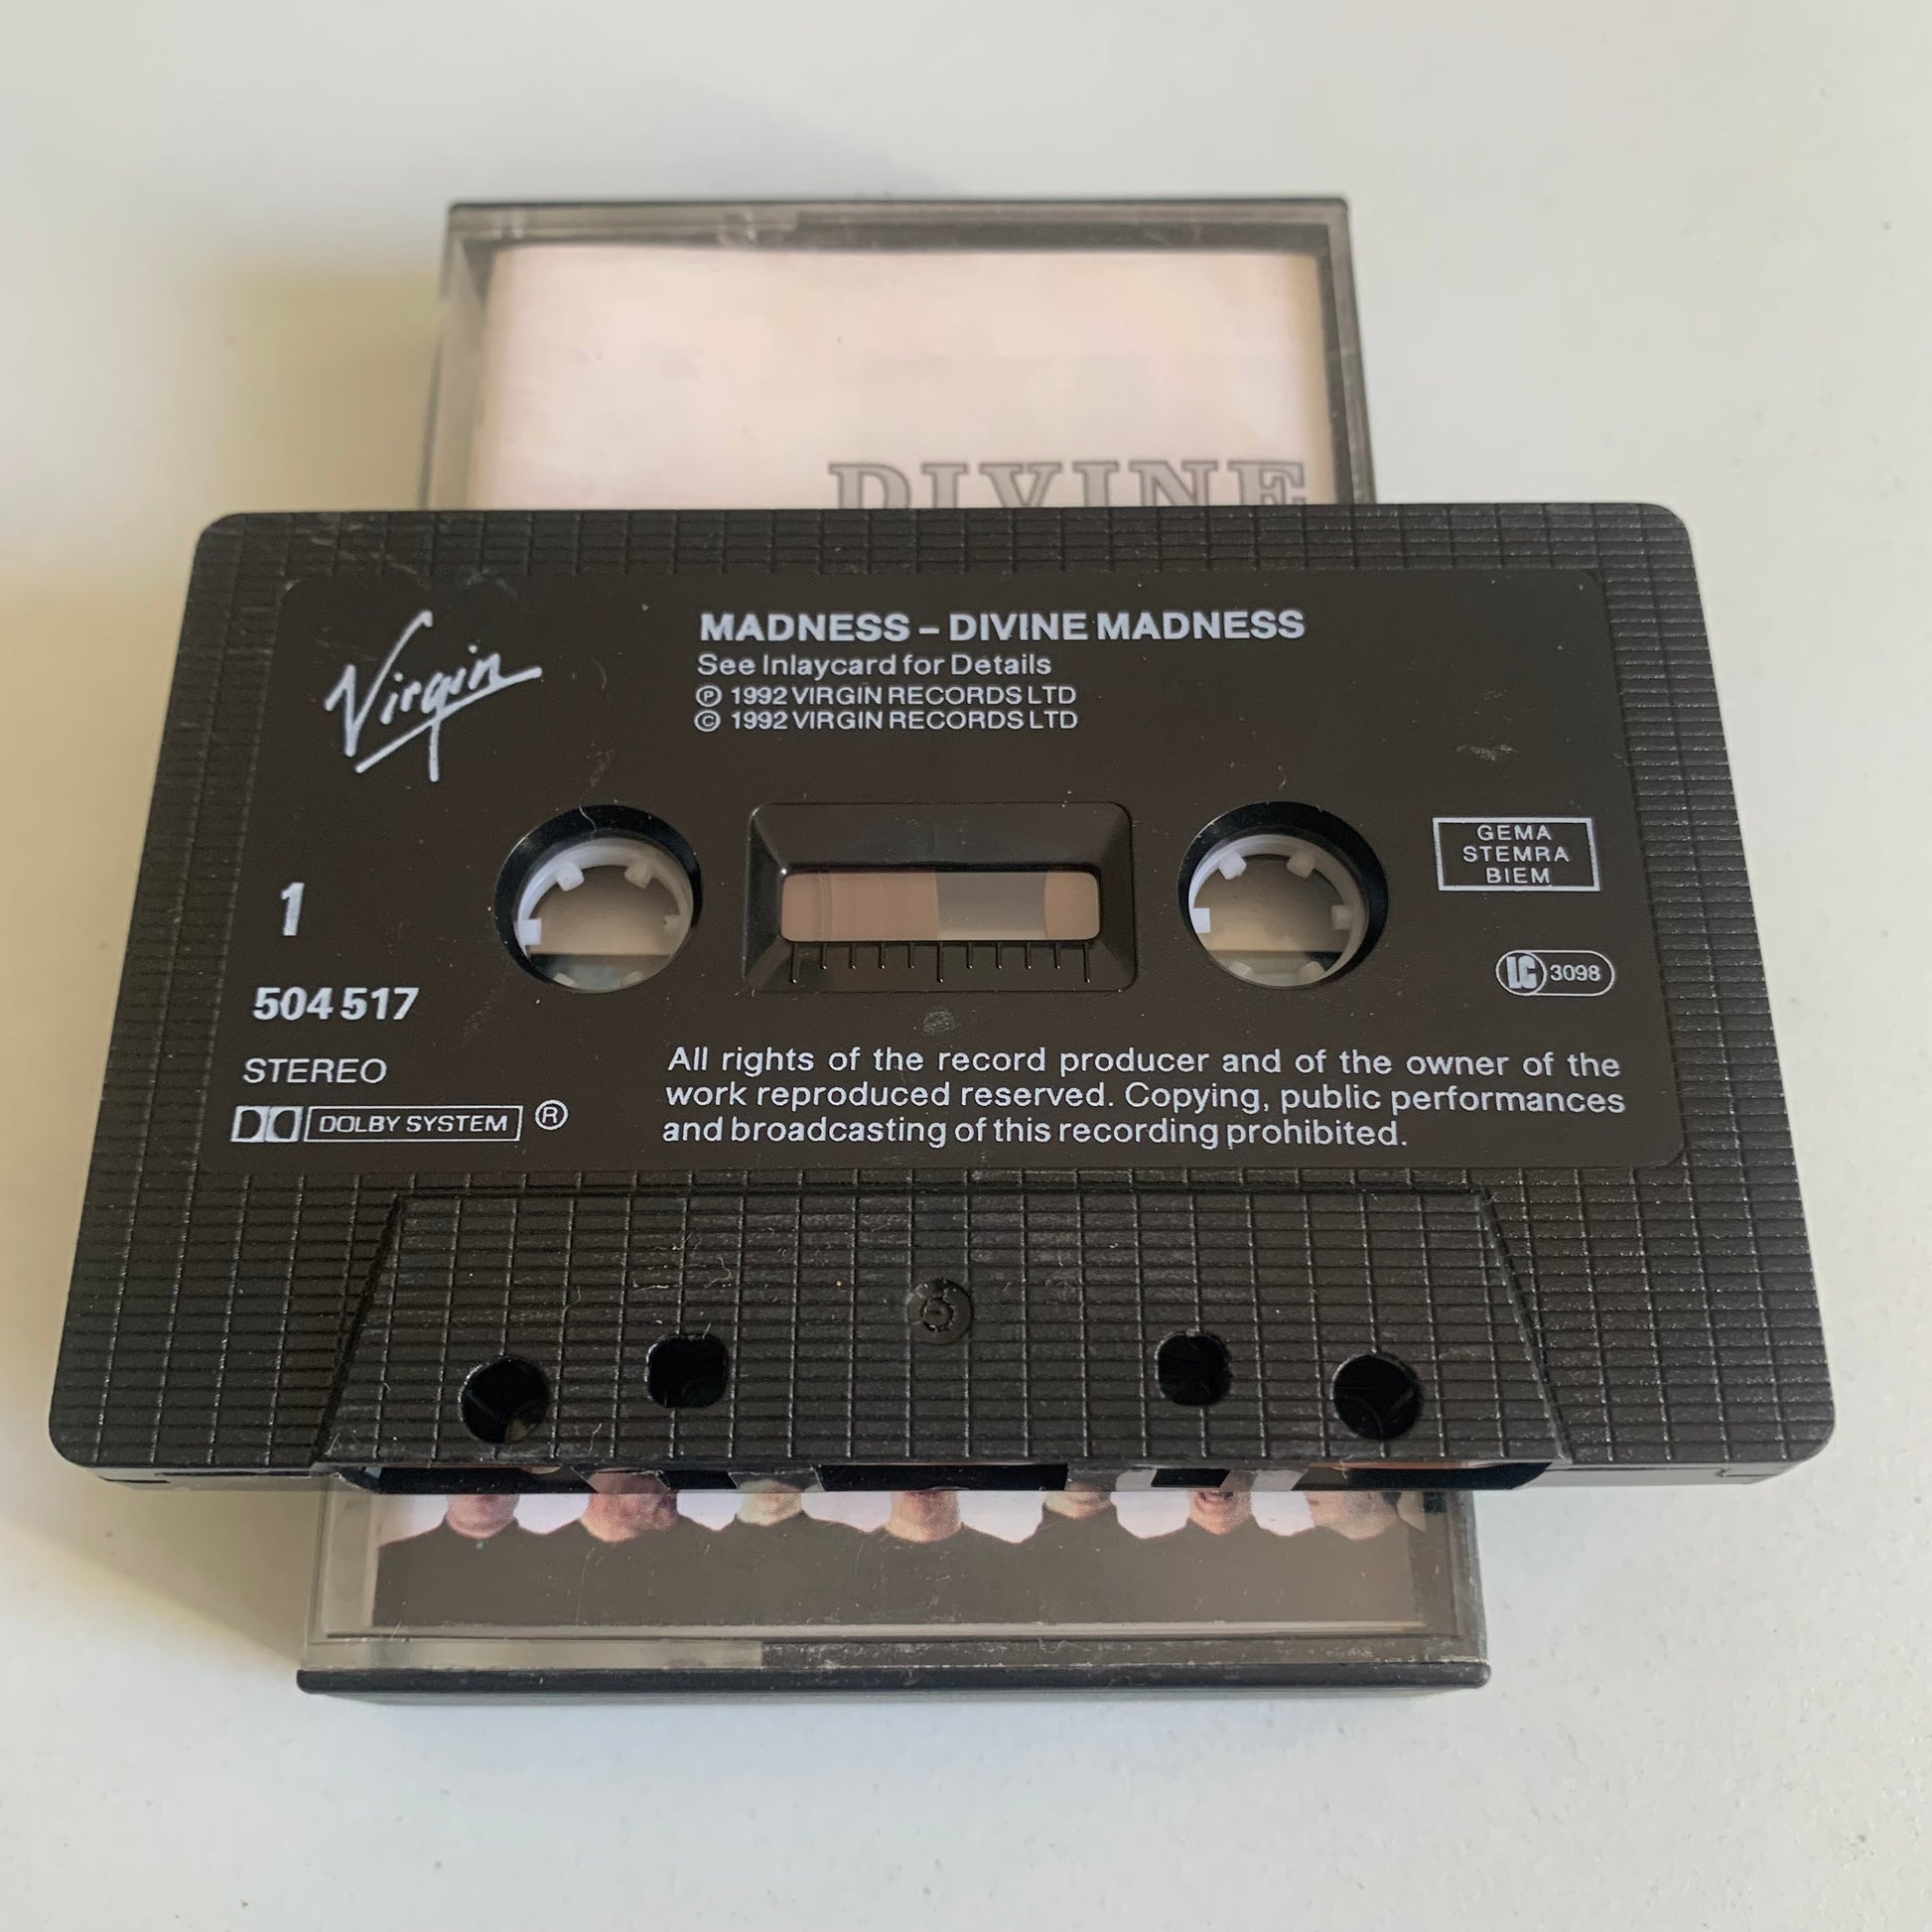 DIVINE
Virgin
MADNESS – DIVINE MADNESS
See Inlaycard for Details
Ⓟ 1992 VIRGIN RECORDS LTD
© 1992 VIRGIN RECORDS LTD
GEMA
STEMRA
BIEM
1
LC 3098
504 517
STEREO
DOLBY SYSTEM ®
All rights of the record producer and of the owner of the
work reproduced reserved. Copying, public performances
and broadcasting of this recording prohibited.